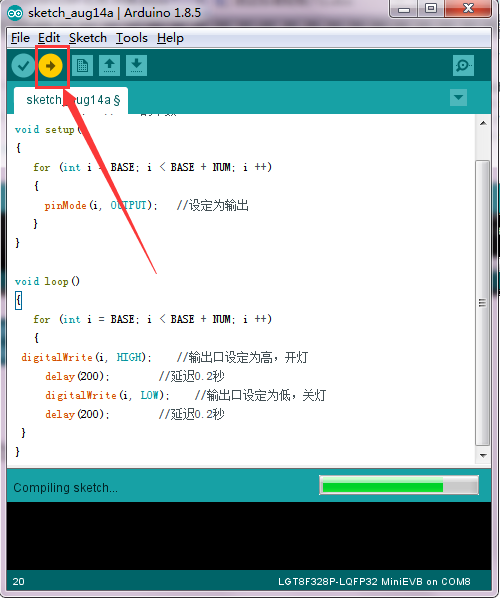 sketch_aug14a | Arduino 1.8.5
File Edit Sketch Tools Help
sketch_aug14a §
void setup()
{
for (int i = BASE; i < BASE + NUM; i ++)
{
pinMode(i, OUTPUT); //设定为输出
}
}
void loop()
{
for (int i = BASE; i < BASE + NUM; i ++)
{
digitalWrite(i, HIGH); //输出口设定为高，开灯
delay(200); //延迟0.2秒
digitalWrite(i, LOW); //输出口设定为低，关灯
delay(200); //延迟0.2秒
}
}
Compiling sketch...
20 LGT8F328P-LQFP32 MiniEVB on COM8